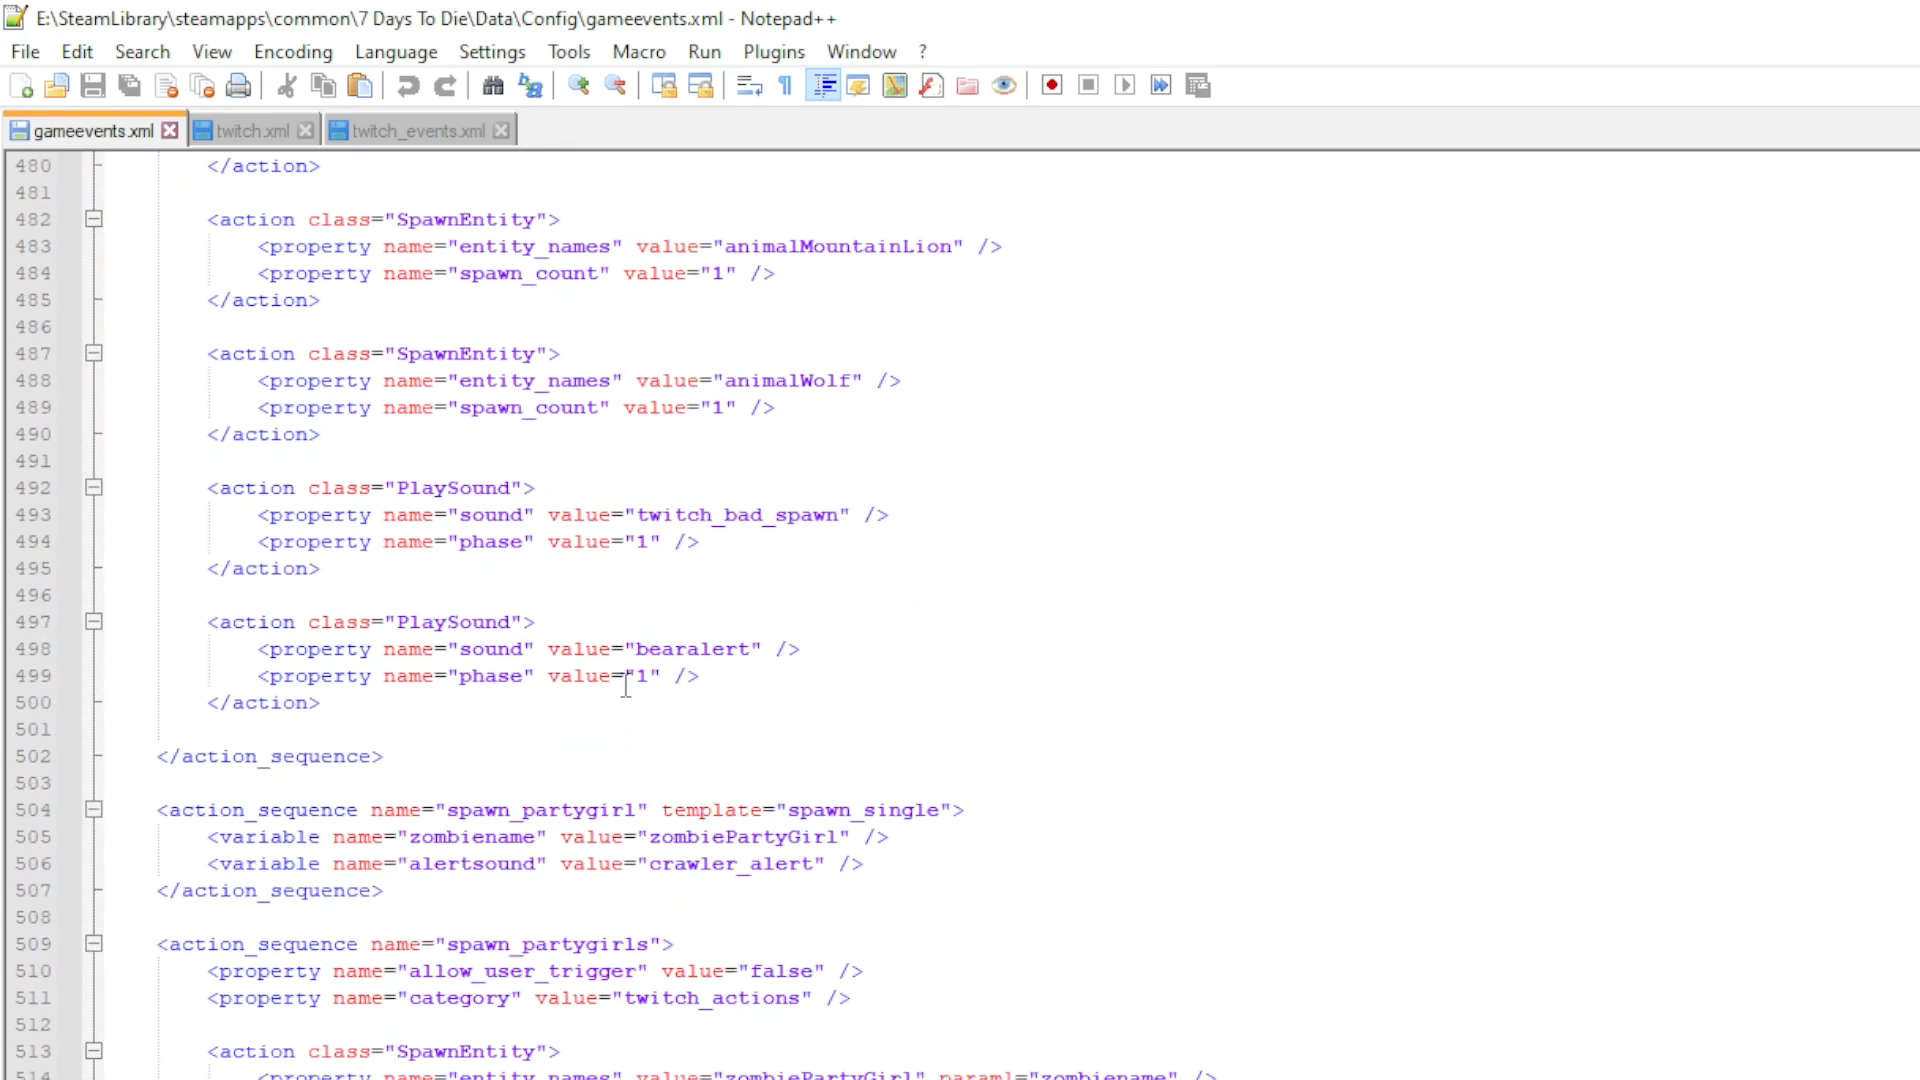 E:\SteamLibrary\steamapps\common\7 Days To Die\Data\Config\gameevents.xml - Notepad++
File Edit Search View Encoding Language Settings Tools Macro Run Plugins Window ?
gameevents.xml twitch.xml twitch_events.xml
480 </action>
481
482 <action class="SpawnEntity">
483 <property name="entity_names" value="animalMountainLion" />
484 <property name="spawn_count" value="1" />
485 </action>
486
487 <action class="SpawnEntity">
488 <property name="entity_names" value="animalWolf" />
489 <property name="spawn_count" value="1" />
490 </action>
491
492 <action class="PlaySound">
493 <property name="sound" value="twitch_bad_spawn" />
494 <property name="phase" value="1" />
495 </action>
496
497 <action class="PlaySound">
498 <property name="sound" value="bearalert" />
499 <property name="phase" value="1" />
500 </action>
501
502 </action_sequence>
503
504 <action_sequence name="spawn_partygirl" template="spawn_single">
505 <variable name="zombiename" value="zombiePartyGirl" />
506 <variable name="alertsound" value="crawler_alert" />
507 </action_sequence>
508
509 <action_sequence name="spawn_partygirls">
510 <property name="allow_user_trigger" value="false" />
511 <property name="category" value="twitch_actions" />
512
513 <action class="SpawnEntity">
514 <property name="entity_names" value="zombiePartyGirl" param1="zombiename" />